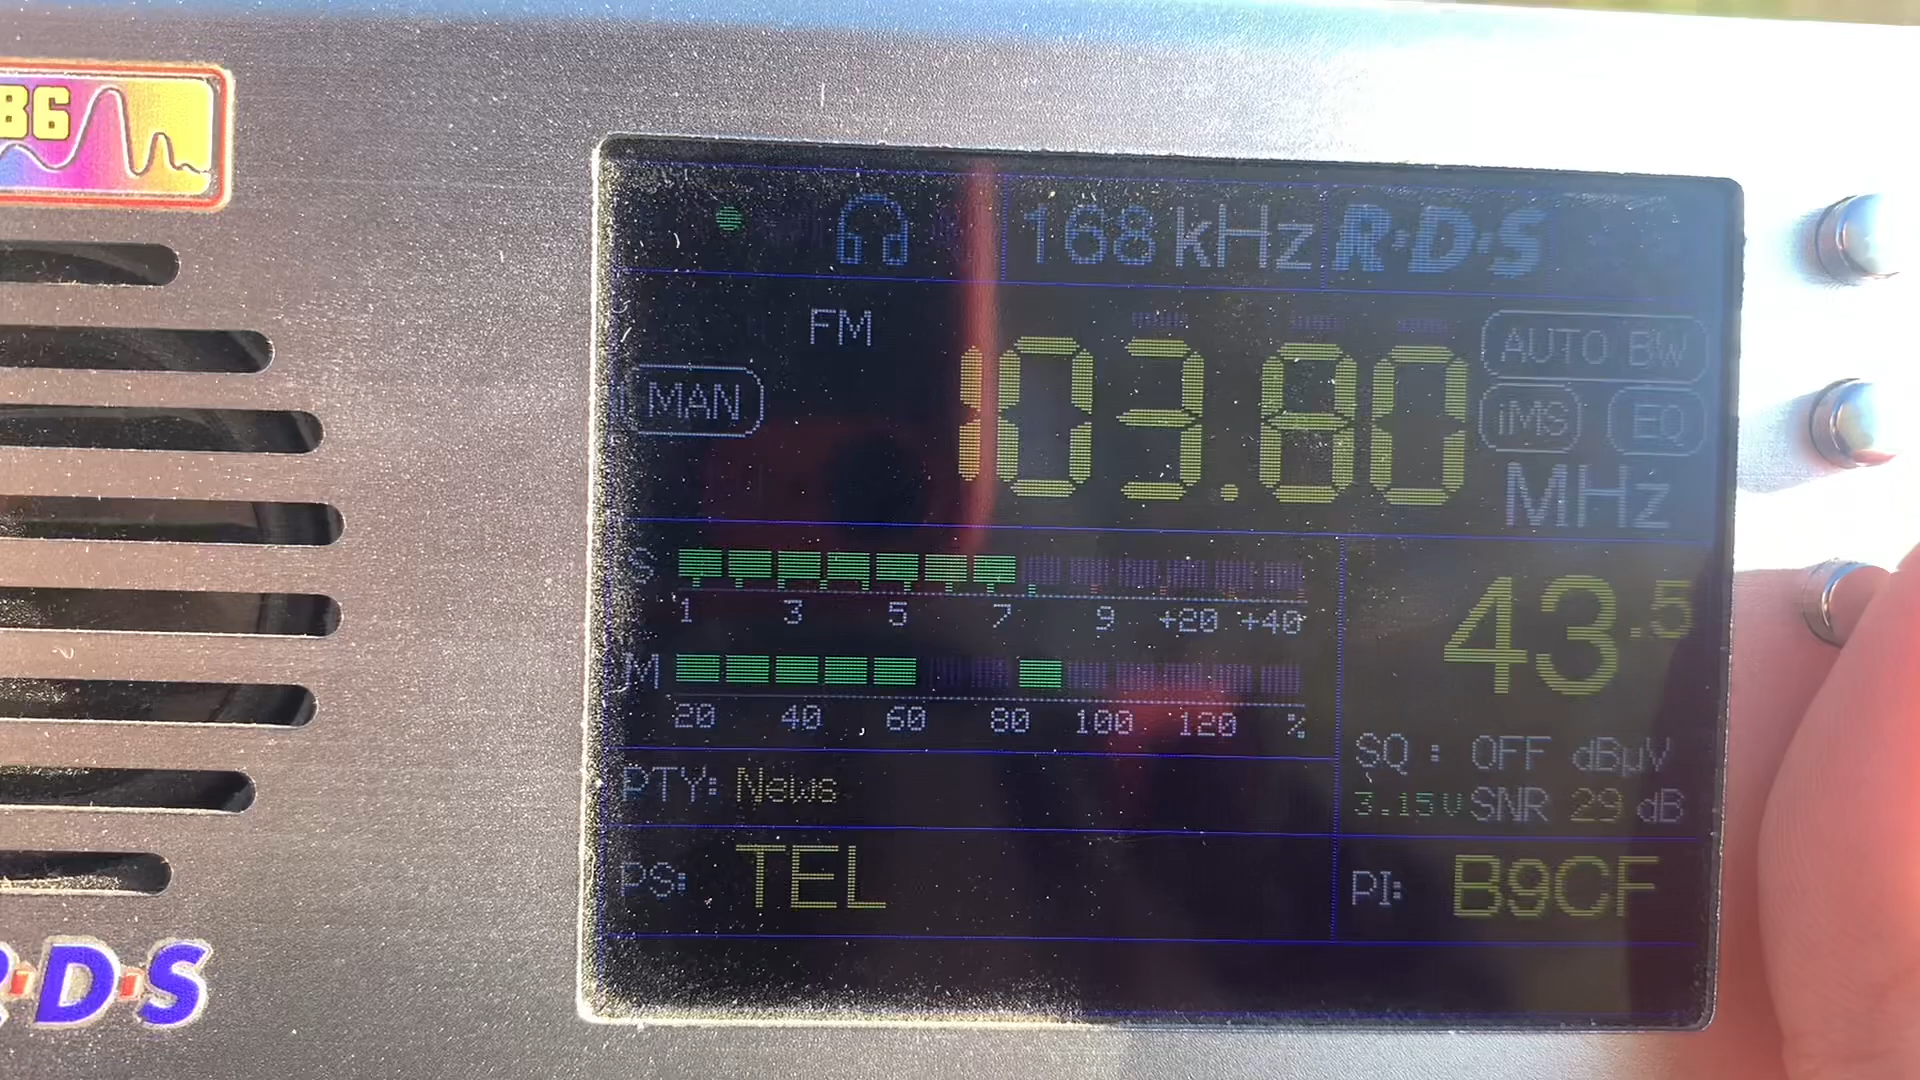 86
168 kHz R·D·S
FM
MAN
103.80
AUTO BW
iMS EQ
MHz
S
1 3 5 7 9 +20 +40
M
20 40 60 80 100 120 %
43.5
SQ : OFF dBµV
3.15V SNR 29 dB
PTY: News
PS: TEL
PI: B9CF
R·D·S